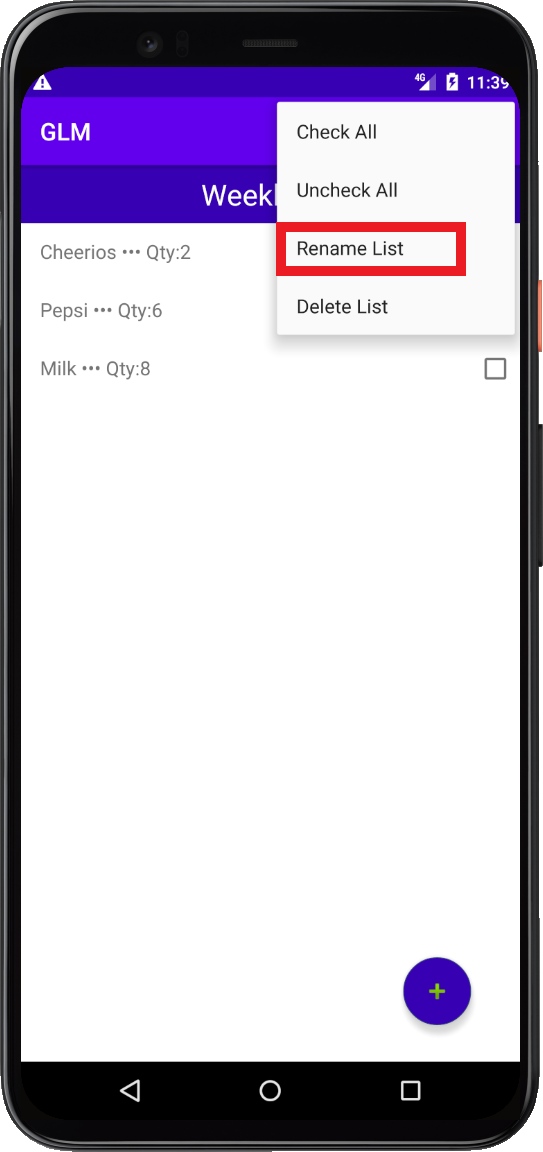 4G 11:39
GLM
Check All
Uncheck All
Rename List
Delete List
Cheerios ••• Qty:2
Pepsi ••• Qty:6
Milk ••• Qty:8
+